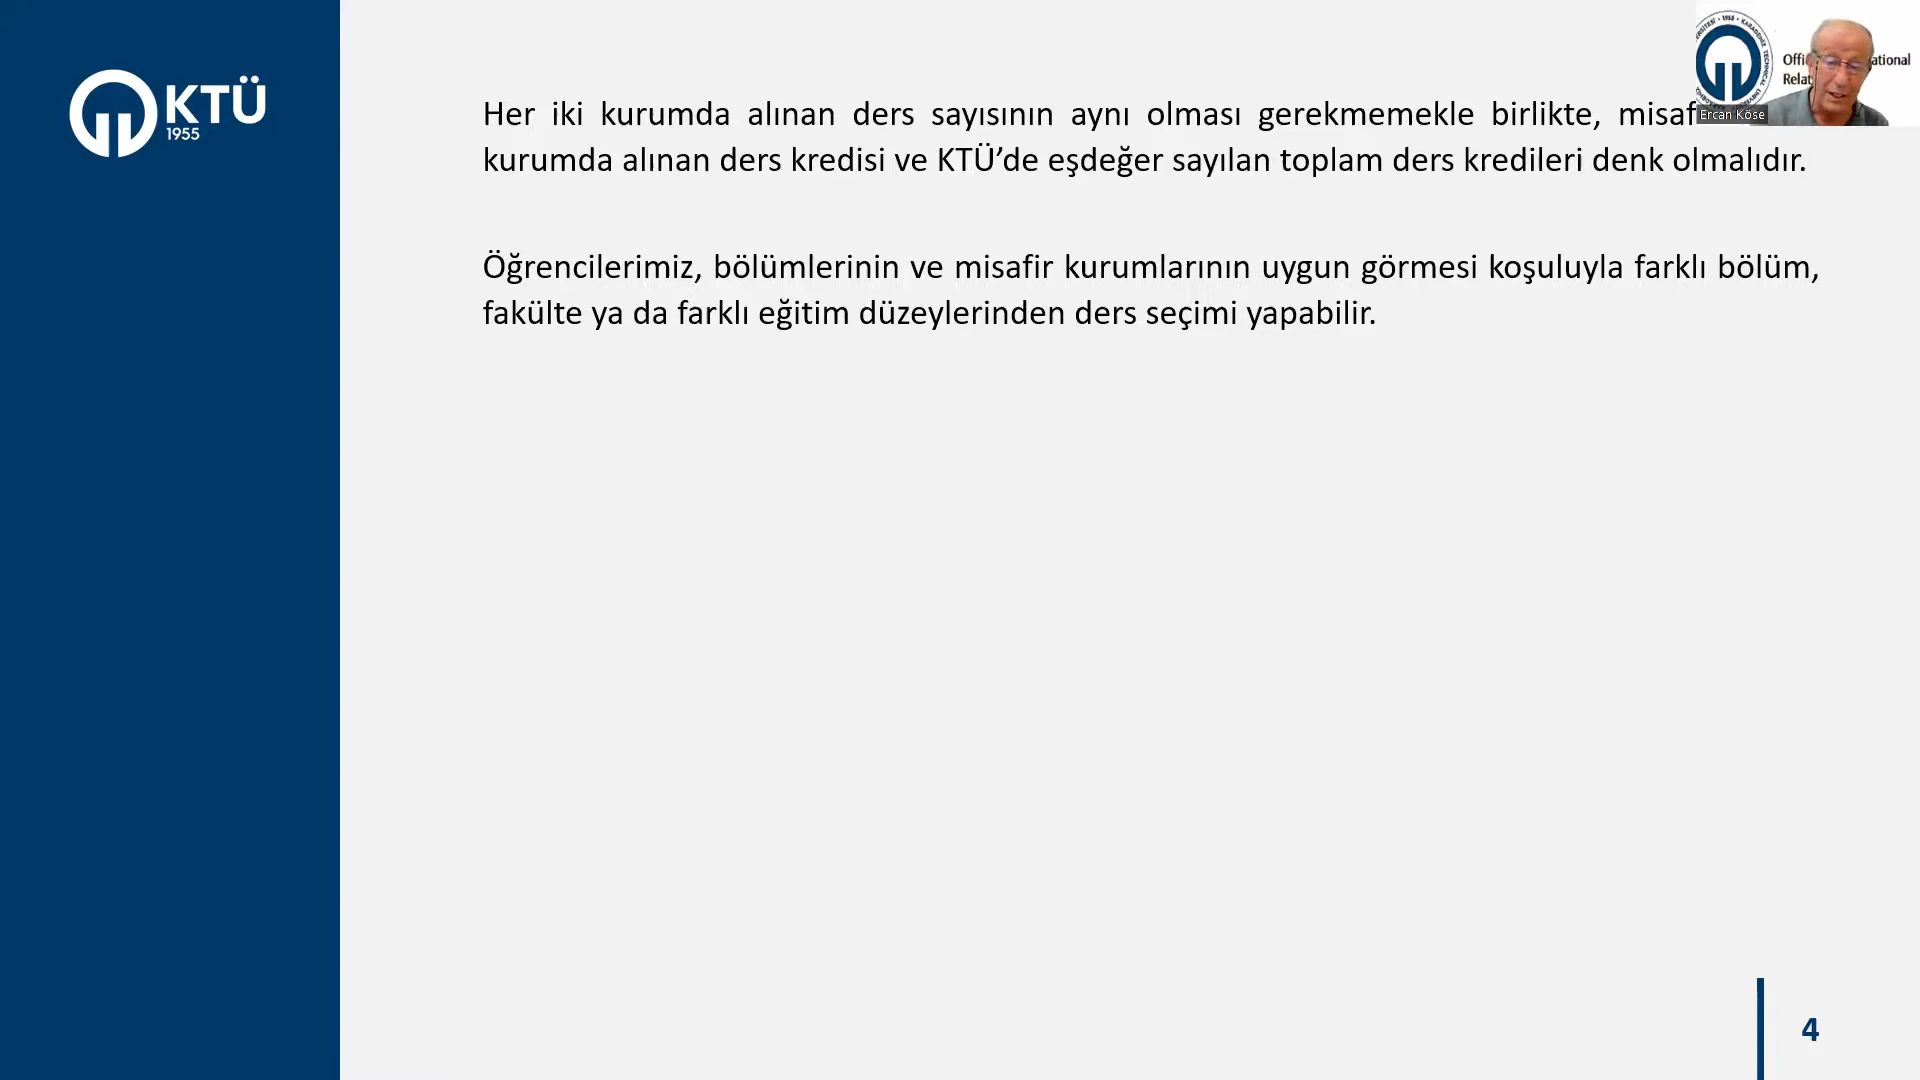 KTÜ
1955
Her iki kurumda alınan ders sayısının aynı olması gerekmemekle birlikte,
kurumda alınan ders kredisi ve KTÜ’de eşdeğer sayılan toplam ders kredileri denk olmalıdır.
Öğrencilerimiz, bölümlerinin ve misafir kurumlarının uygun görmesi koşuluyla farklı bölüm,
fakülte ya da farklı eğitim düzeylerinden ders seçimi yapabilir.
Ercan Köse
4